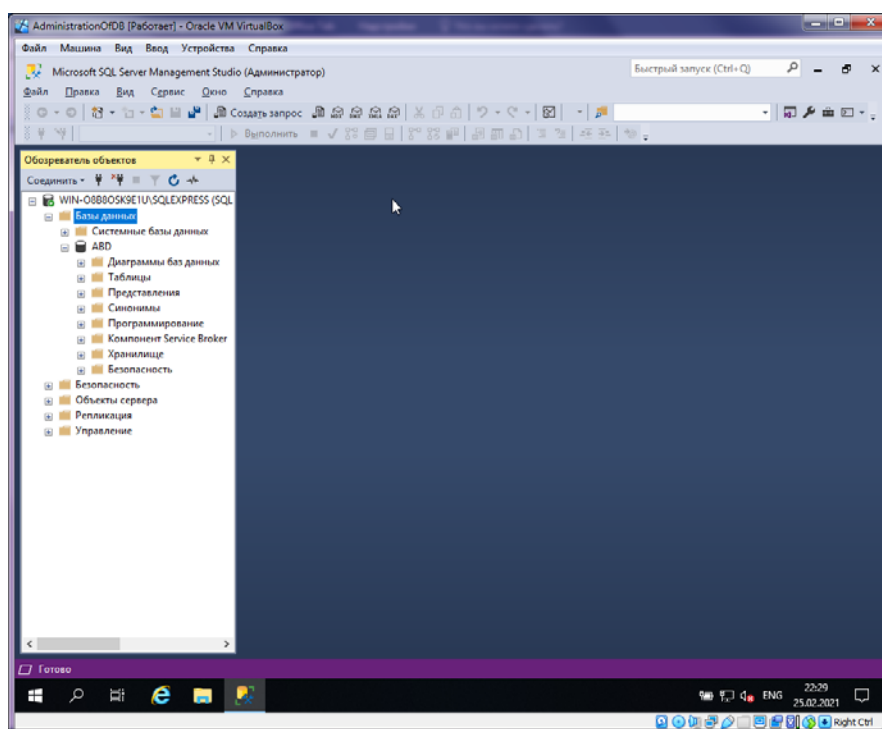 AdministrationOfDB [Работает] - Oracle VM VirtualBox
Файл Машина Вид Ввод Устройства Справка
Microsoft SQL Server Management Studio (Администратор)
Быстрый запуск (Ctrl+Q)
Файл Правка Вид Сервис Окно Справка
Создать запрос
Выполнить
Обозреватель объектов
Соединить
WIN-O8B8OSK9E1U\SQLEXPRESS (SQL
Базы данных
Системные базы данных
ABD
Диаграммы баз данных
Таблицы
Представления
Синонимы
Программирование
Компонент Service Broker
Хранилище
Безопасность
Безопасность
Объекты сервера
Репликация
Управление
Готово
ENG
22:29
25.02.2021
Right Ctrl